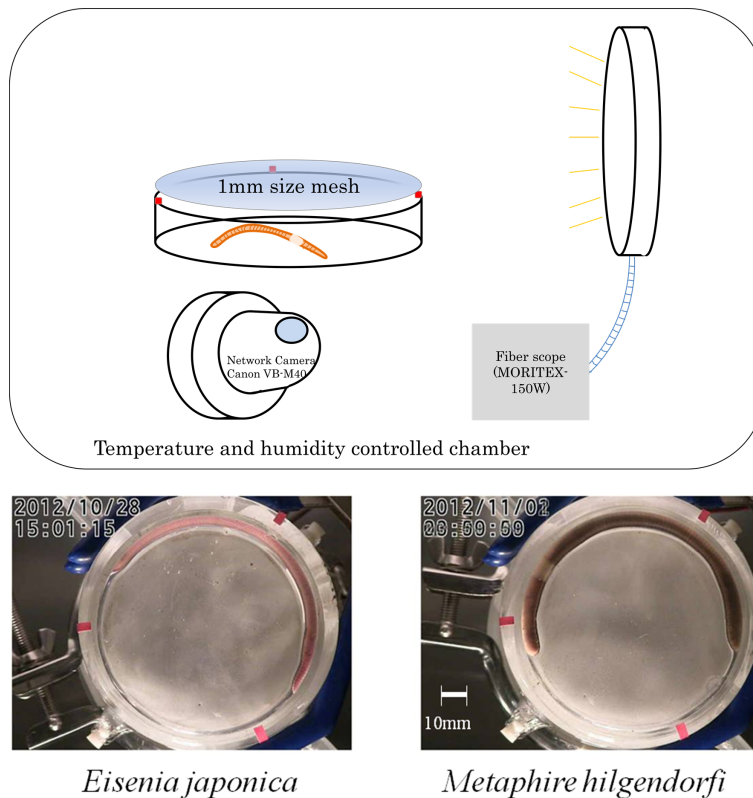 1mm size mesh
Network Camera
Canon VB-M40
Fiber scope
(MORITEX-
150W)
Temperature and humidity controlled chamber
2012/10/28
15:01:15
2012/11/02
10mm
Eisenia japonica
Metaphire hilgendorfi